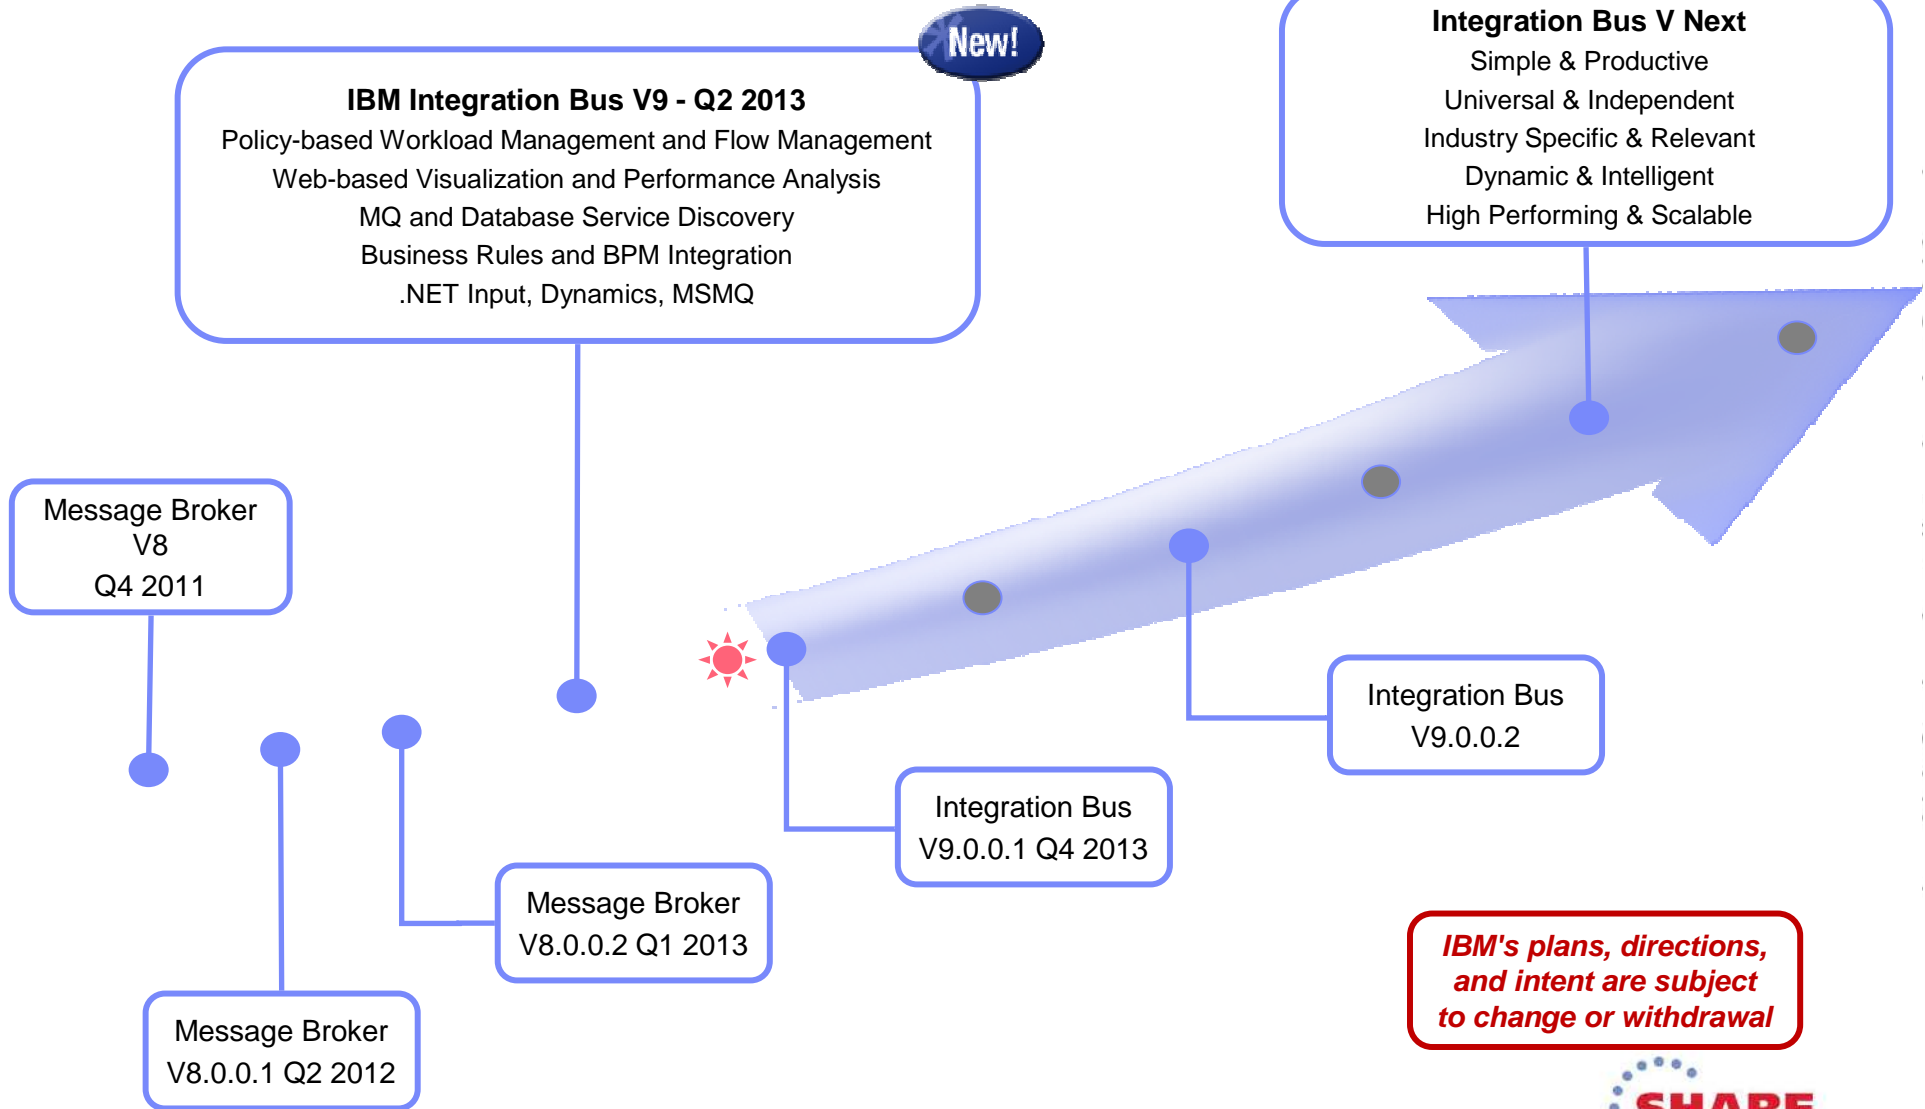 New!
IBM Integration Bus V9 - Q2 2013
Policy-based Workload Management and Flow Management
Web-based Visualization and Performance Analysis
MQ and Database Service Discovery
Business Rules and BPM Integration
.NET Input, Dynamics, MSMQ
Integration Bus V Next
Simple & Productive
Universal & Independent
Industry Specific & Relevant
Dynamic & Intelligent
High Performing & Scalable
Message Broker
V8
Q4 2011
Integration Bus
V9.0.0.2
Integration Bus
V9.0.0.1 Q4 2013
Message Broker
V8.0.0.2 Q1 2013
Message Broker
V8.0.0.1 Q2 2012
IBM's plans, directions,
and intent are subject
to change or withdrawal
SHARE